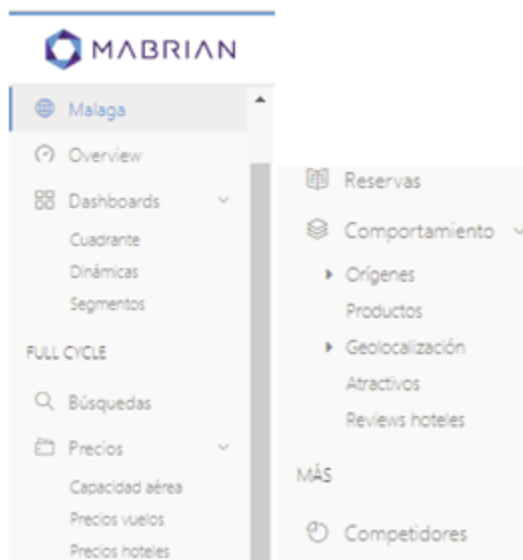 MABRIAN
Malaga
Overview
Dashboards
Cuadrante
Dinámicas
Segmentos
FULL CYCLE
Búsquedas
Precios
Capacidad aérea
Precios vuelos
Precios hoteles
Reservas
Comportamiento
Orígenes
Productos
Geolocalización
Atractivos
Reviews hoteles
MÁS
Competidores